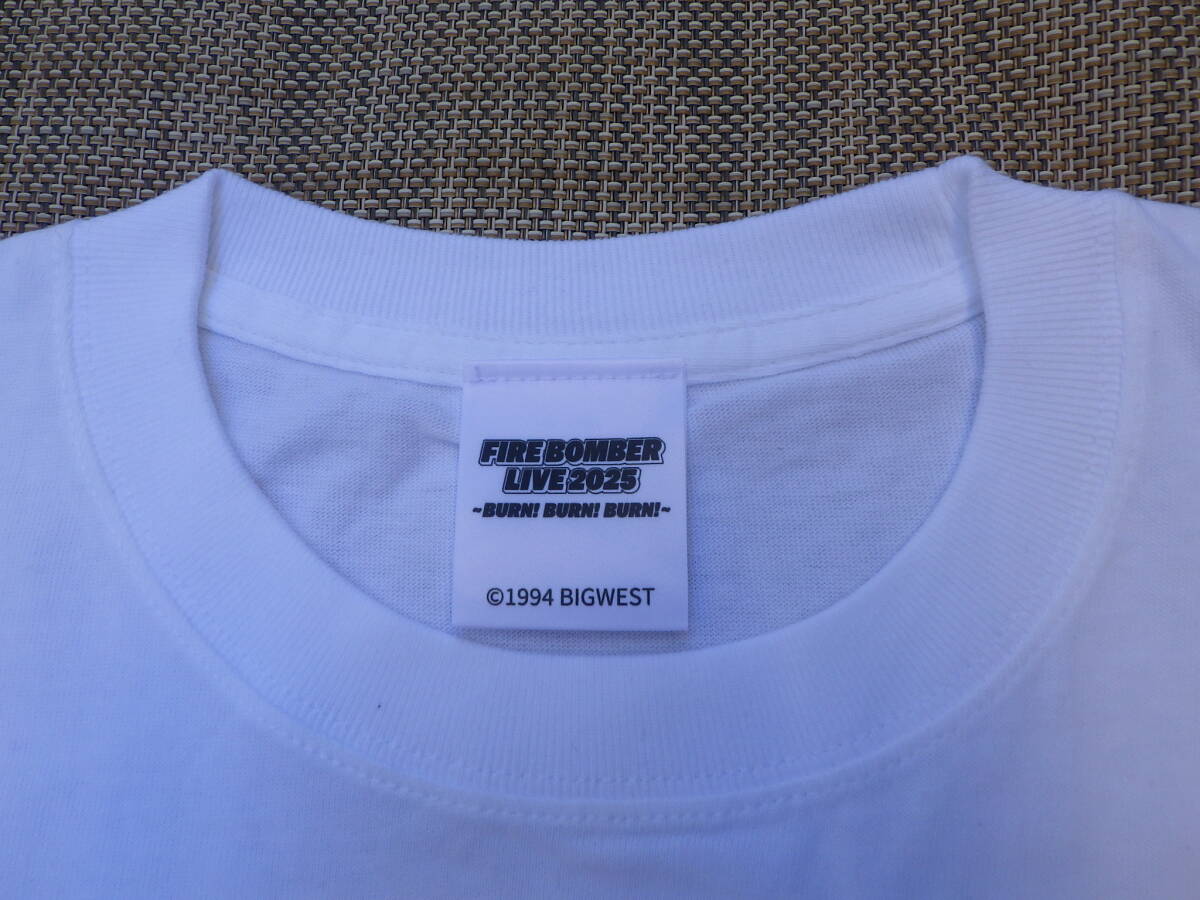 FIRE BOMBER
LIVE 2025
~BURN! BURN! BURN!~
©1994 BIGWEST